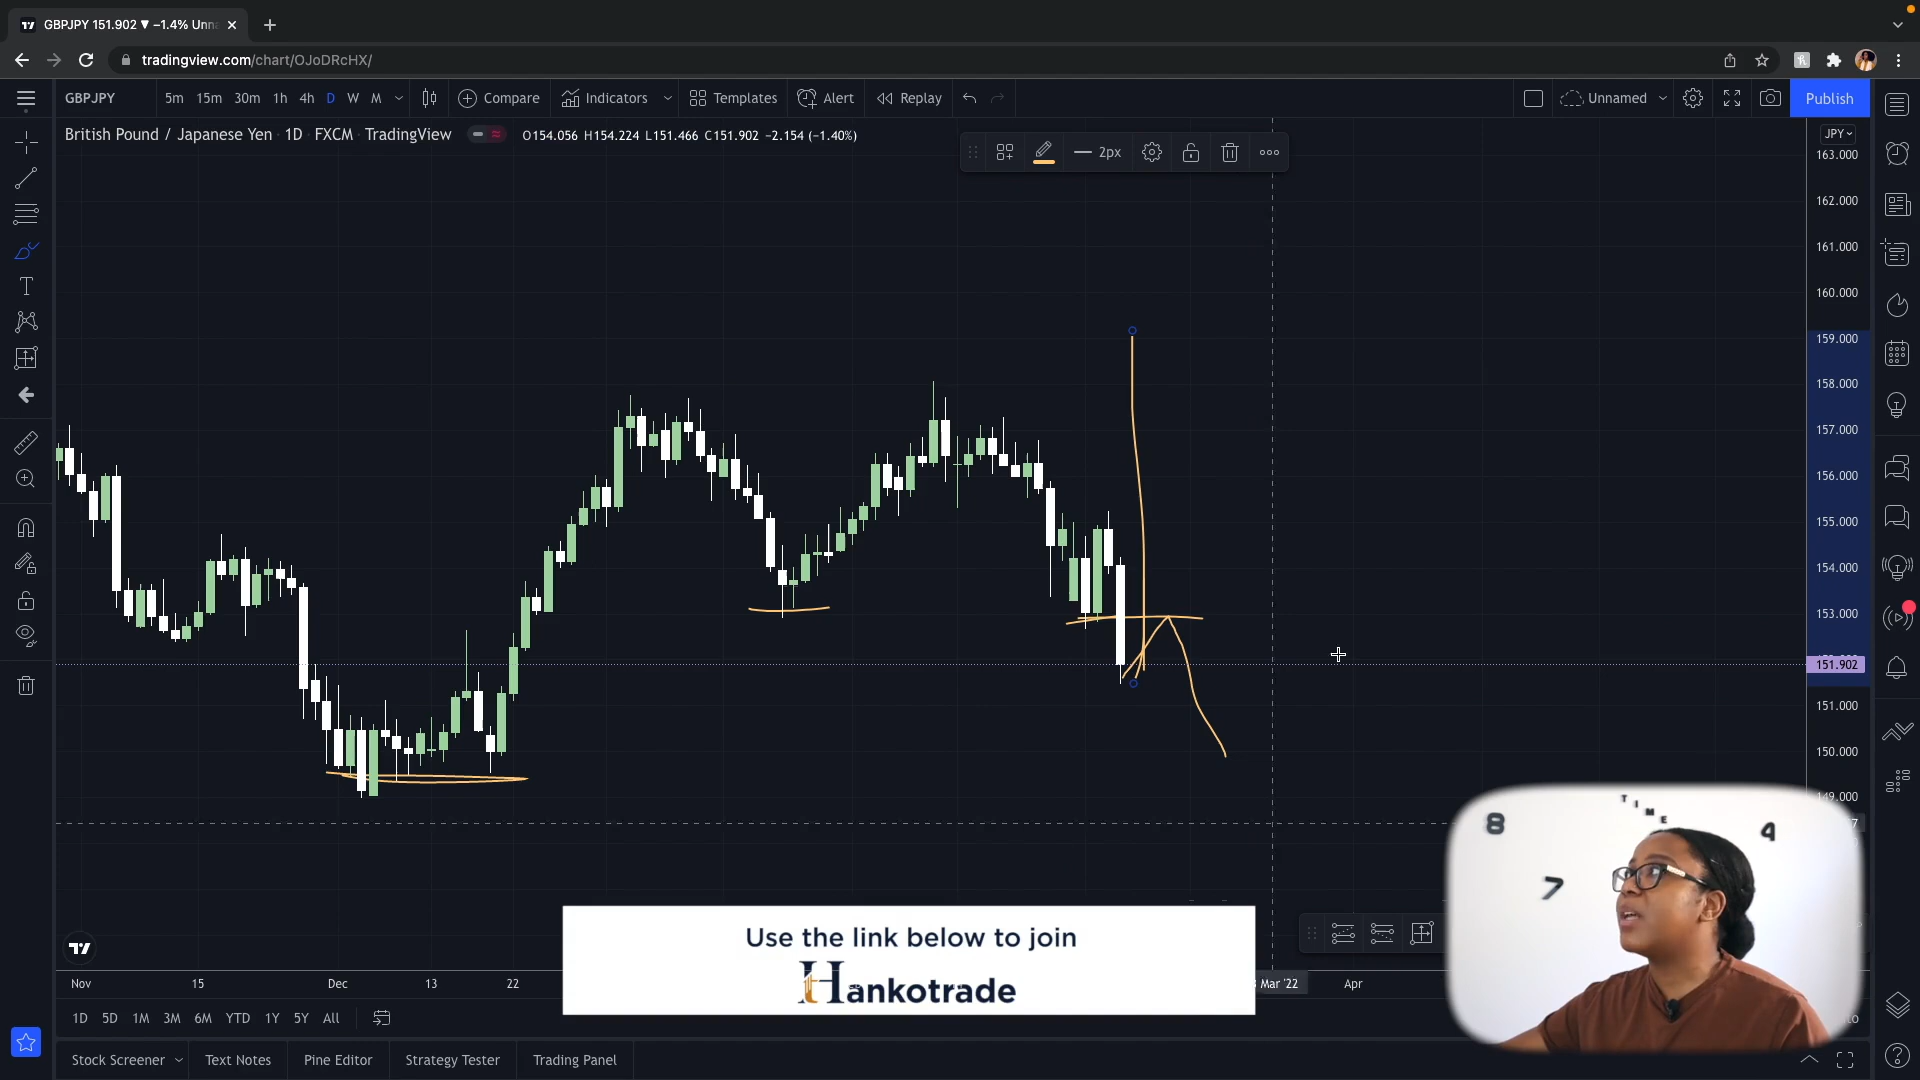 GBPJPY 151.902 ▼ −1.4% Unn
tradingview.com/chart/OJoDRcHX/
GBPJPY 5m 15m 30m 1h 4h D W M Compare Indicators Templates Alert Replay Unnamed Publish
British Pound / Japanese Yen · 1D · FXCM · TradingView O154.056 H154.224 L151.466 C151.902 −2.154 (−1.40%)
2px
JPY
163.000
162.000
161.000
160.000
159.000
158.000
157.000
156.000
155.000
154.000
153.000
151.902
151.000
150.000
149.000
TIME
8 4
7
Use the link below to join
Hankotrade
Nov 15 Dec 13 22 Mar '22 Apr
1D 5D 1M 3M 6M YTD 1Y 5Y All
Stock Screener Text Notes Pine Editor Strategy Tester Trading Panel